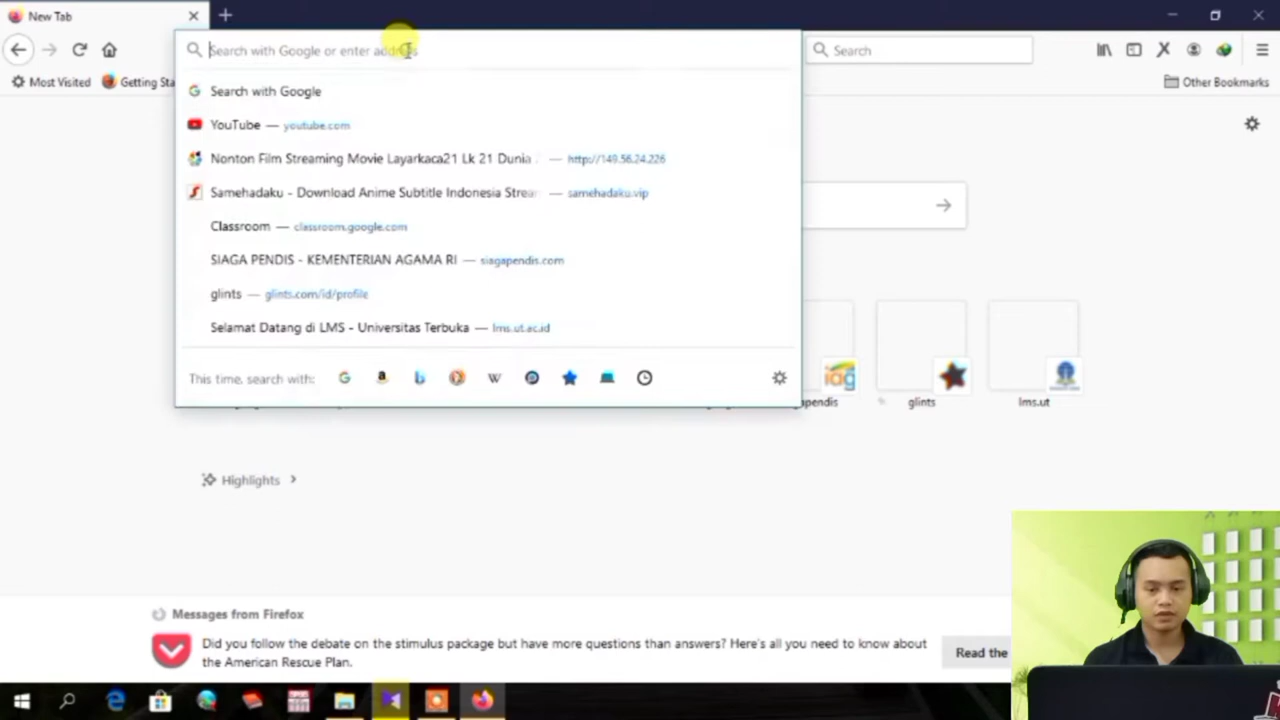 New Tab
Search with Google or enter address
Search
Most Visited
Getting Sta
Other Bookmarks
Search with Google
YouTube — youtube.com
Nonton Film Streaming Movie Layarkaca21 Lk 21 Dunia — http://149.56.24.226
Samehadaku - Download Anime Subtitle Indonesia Strea — samehadaku.vip
Classroom — classroom.google.com
SIAGA PENDIS - KEMENTERIAN AGAMA RI — siagapendis.com
glints — glints.com/id/profile
Selamat Datang di LMS - Universitas Terbuka — lms.ut.ac.id
This time, search with:
apendis
glints
lms.ut
Highlights
Messages from Firefox
Did you follow the debate on the stimulus package but have more questions than answers? Here's all you need to know about
the American Rescue Plan.
Read the